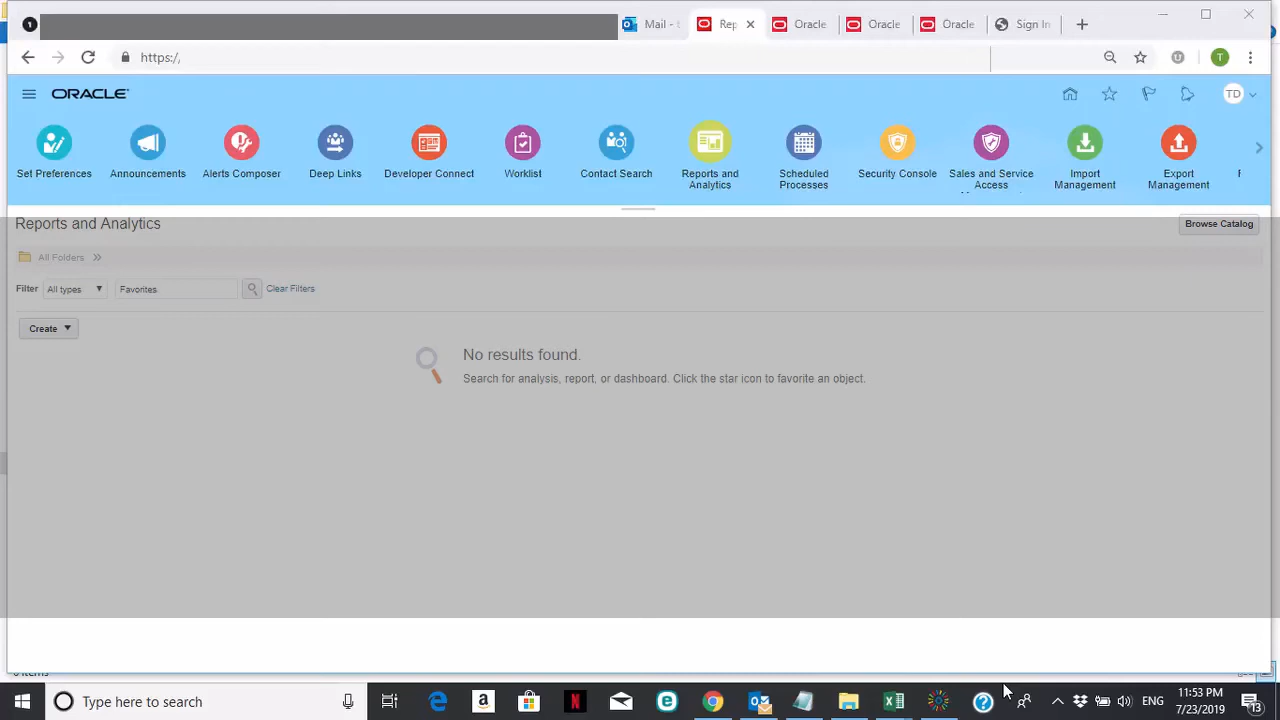 1 Mail - Rep Oracle Oracle Oracle Sign In
https:/,
U T
ORACLE
TD
Set Preferences Announcements Alerts Composer Deep Links Developer Connect Worklist Contact Search Reports and Analytics Scheduled Processes Security Console Sales and Service Access Import Management Export Management
Reports and Analytics
Browse Catalog
All Folders
Filter All types Favorites Clear Filters
Create
No results found.
Search for analysis, report, or dashboard. Click the star icon to favorite an object.
Type here to search
ENG
11:53 PM
7/23/2019
13